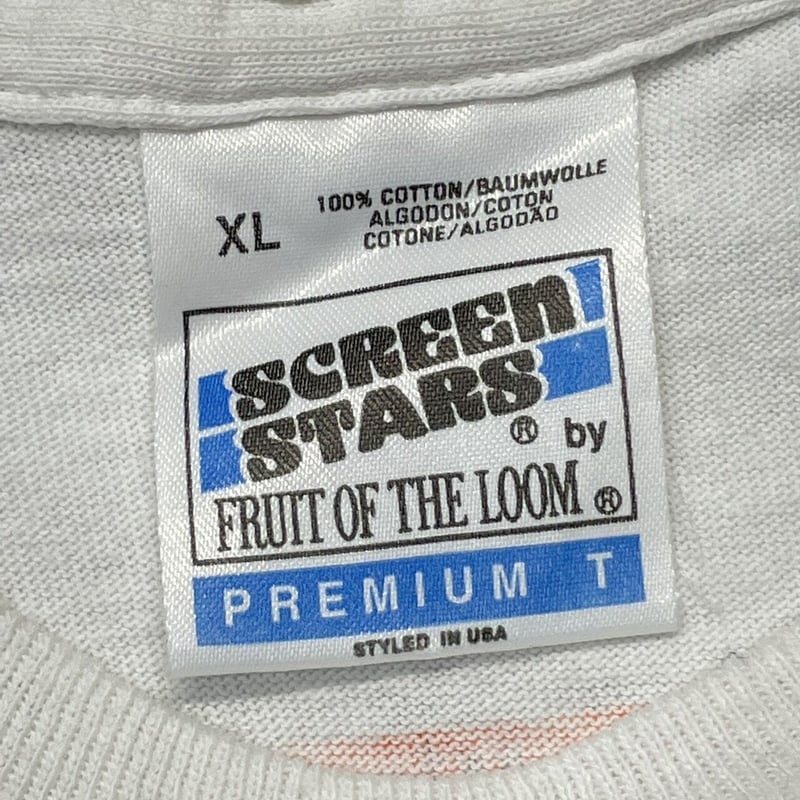 XL
100% COTTON/BAUMWOLLE
ALGODON/COTON
COTONE/ALGODÃO
SCREEN
STARS
® by
FRUIT OF THE LOOM ®
PREMIUM T
STYLED IN USA